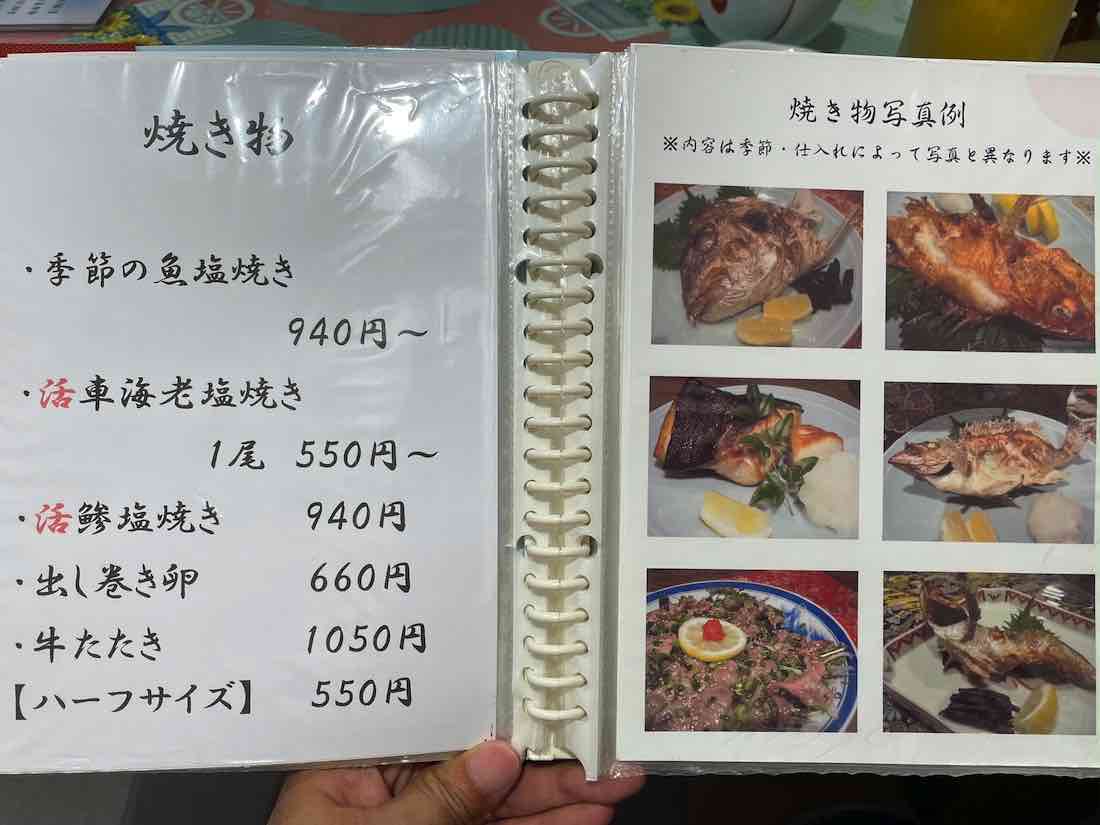 焼き物
・季節の魚塩焼き
940円～
・活車海老塩焼き
1尾 550円～
・活鯵塩焼き 940円
・出し巻き卵 660円
・牛たたき 1050円
【ハーフサイズ】 550円
焼き物写真例
※内容は季節・仕入れによって写真と異なります※